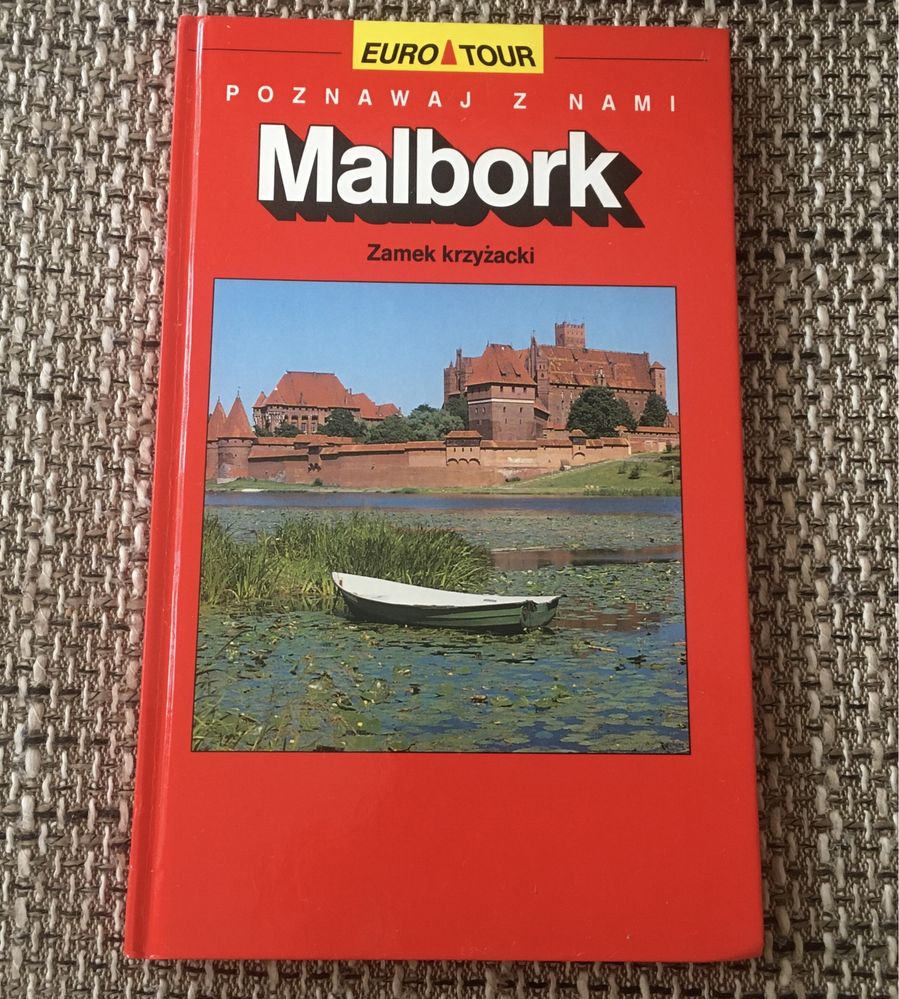 EURO TOUR
POZNAWAJ Z NAMI
Malbork
Zamek krzyżacki